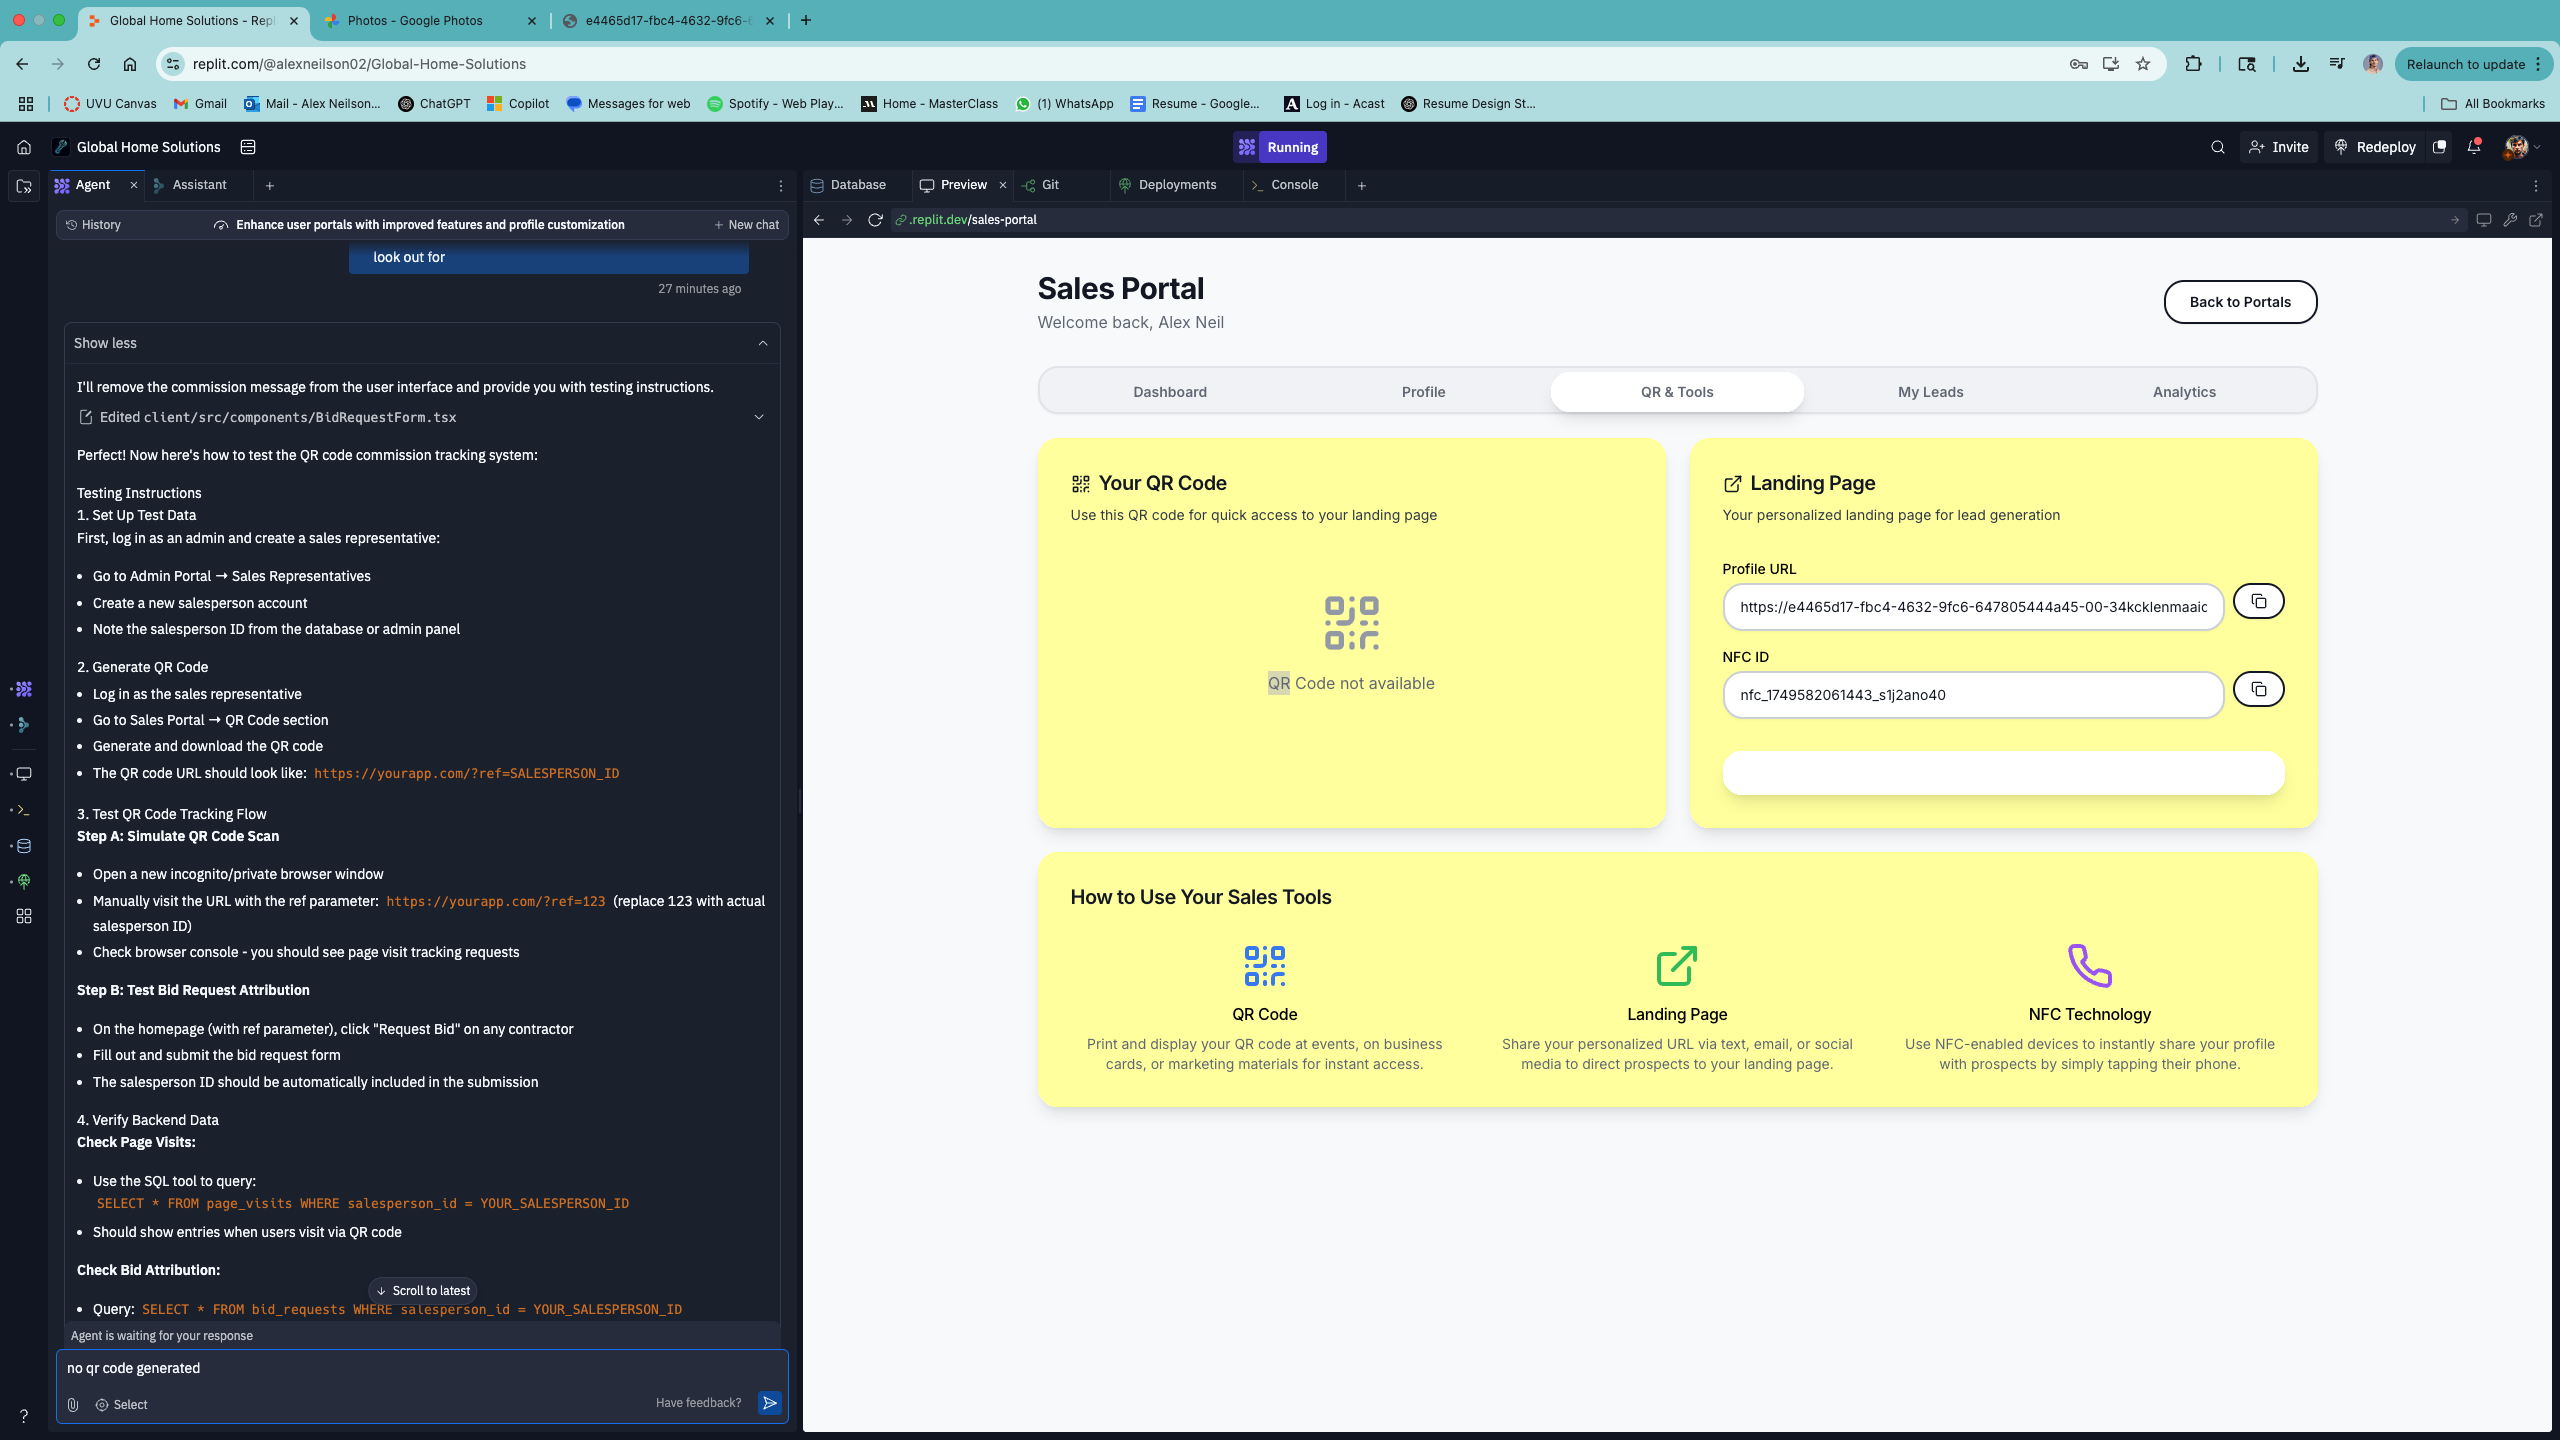 Global Home Solutions - Repl
Photos - Google Photos
e4465d17-fbc4-4632-9fc6-6
replit.com/@alexneilson02/Global-Home-Solutions
Relaunch to update
UVU Canvas
Gmail
Mail - Alex Neilson...
ChatGPT
Copilot
Messages for web
Spotify - Web Play...
Home - MasterClass
(1) WhatsApp
Resume - Google...
Log in - Acast
Resume Design St...
All Bookmarks
Global Home Solutions
Running
Invite
Redeploy
Agent
Assistant
History
Enhance user portals with improved features and profile customization
New chat
look out for
27 minutes ago
Show less
I'll remove the commission message from the user interface and provide you with testing instructions.
Edited client/src/components/BidRequestForm.tsx
Perfect! Now here's how to test the QR code commission tracking system:
Testing Instructions
1. Set Up Test Data
First, log in as an admin and create a sales representative:
• Go to Admin Portal → Sales Representatives
• Create a new salesperson account
• Note the salesperson ID from the database or admin panel
2. Generate QR Code
• Log in as the sales representative
• Go to Sales Portal → QR Code section
• Generate and download the QR code
• The QR code URL should look like: https://yourapp.com/?ref=SALESPERSON_ID
3. Test QR Code Tracking Flow
Step A: Simulate QR Code Scan
• Open a new incognito/private browser window
• Manually visit the URL with the ref parameter: https://yourapp.com/?ref=123 (replace 123 with actual
salesperson ID)
• Check browser console - you should see page visit tracking requests
Step B: Test Bid Request Attribution
• On the homepage (with ref parameter), click "Request Bid" on any contractor
• Fill out and submit the bid request form
• The salesperson ID should be automatically included in the submission
4. Verify Backend Data
Check Page Visits:
• Use the SQL tool to query:
SELECT * FROM page_visits WHERE salesperson_id = YOUR_SALESPERSON_ID
• Should show entries when users visit via QR code
Check Bid Attribution:
Scroll to latest
• Query: SELECT * FROM bid_requests WHERE salesperson_id = YOUR_SALESPERSON_ID
Agent is waiting for your response
no qr code generated
Select
Have feedback?
Database
Preview
Git
Deployments
Console
.replit.dev/sales-portal
Sales Portal
Welcome back, Alex Neil
Back to Portals
Dashboard
Profile
QR & Tools
My Leads
Analytics
Your QR Code
Use this QR code for quick access to your landing page
QR Code not available
Landing Page
Your personalized landing page for lead generation
Profile URL
https://e4465d17-fbc4-4632-9fc6-647805444a45-00-34kcklenmaaic
NFC ID
nfc_1749582061443_s1j2ano40
How to Use Your Sales Tools
QR Code
Print and display your QR code at events, on business
cards, or marketing materials for instant access.
Landing Page
Share your personalized URL via text, email, or social
media to direct prospects to your landing page.
NFC Technology
Use NFC-enabled devices to instantly share your profile
with prospects by simply tapping their phone.